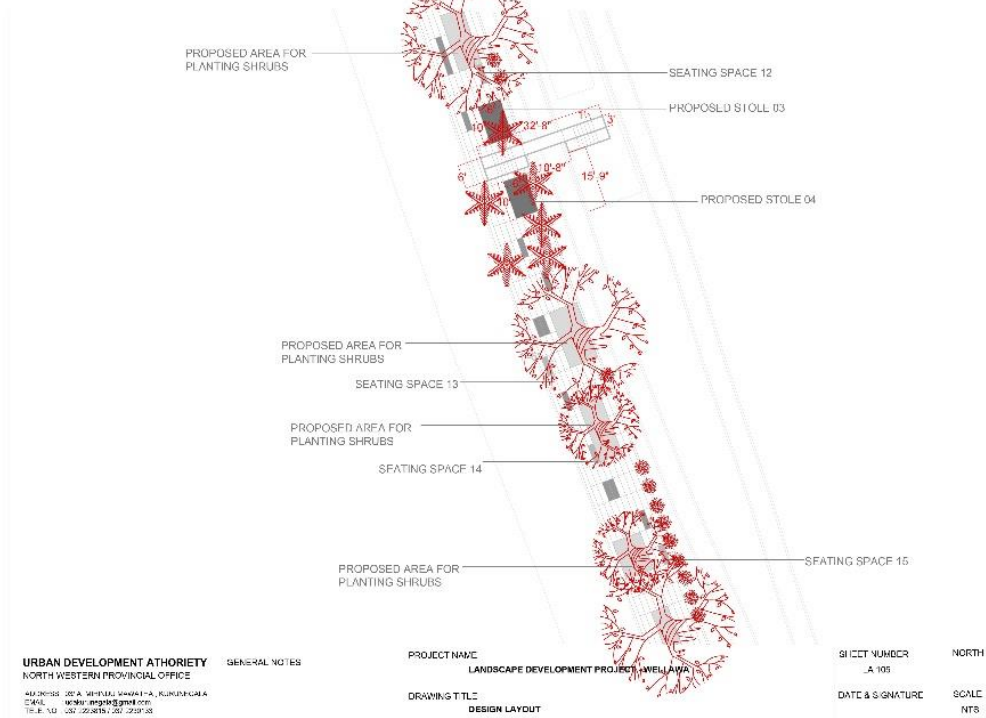 PROPOSED AREA FOR
PLANTING SHRUBS
SEATING SPACE 12
PROPOSED STOLE 03
10'
32'-8"
3'
6'
10'-8"
15'-9"
10'
PROPOSED STOLE 04
PROPOSED AREA FOR
PLANTING SHRUBS
SEATING SPACE 13
PROPOSED AREA FOR
PLANTING SHRUBS
SEATING SPACE 14
SEATING SPACE 15
PROPOSED AREA FOR
PLANTING SHRUBS
URBAN DEVELOPMENT ATHORIETY
NORTH WESTERN PROVINCIAL OFFICE
ADDRESS
KURUNEGALA
EMAIL
TELE. NO
GENERAL NOTES
PROJECT NAME
LANDSCAPE DEVELOPMENT PROJECT -WELLAWA
DRAWING TITLE
DESIGN LAYOUT
SHEET NUMBER
LA 105
DATE & SIGNATURE
NORTH
SCALE
NTS